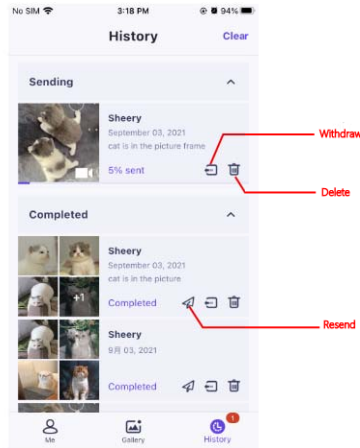 No SIM 3:18 PM 94%
History Clear
Sending
Sheery
September 03, 2021
cat is in the picture frame
5% sent
Withdraw
Delete
Completed
Sheery
September 03, 2021
cat is in the picture
+1
Completed
Resend
Sheery
9月 03, 2021
Completed
1
Me Gallery History